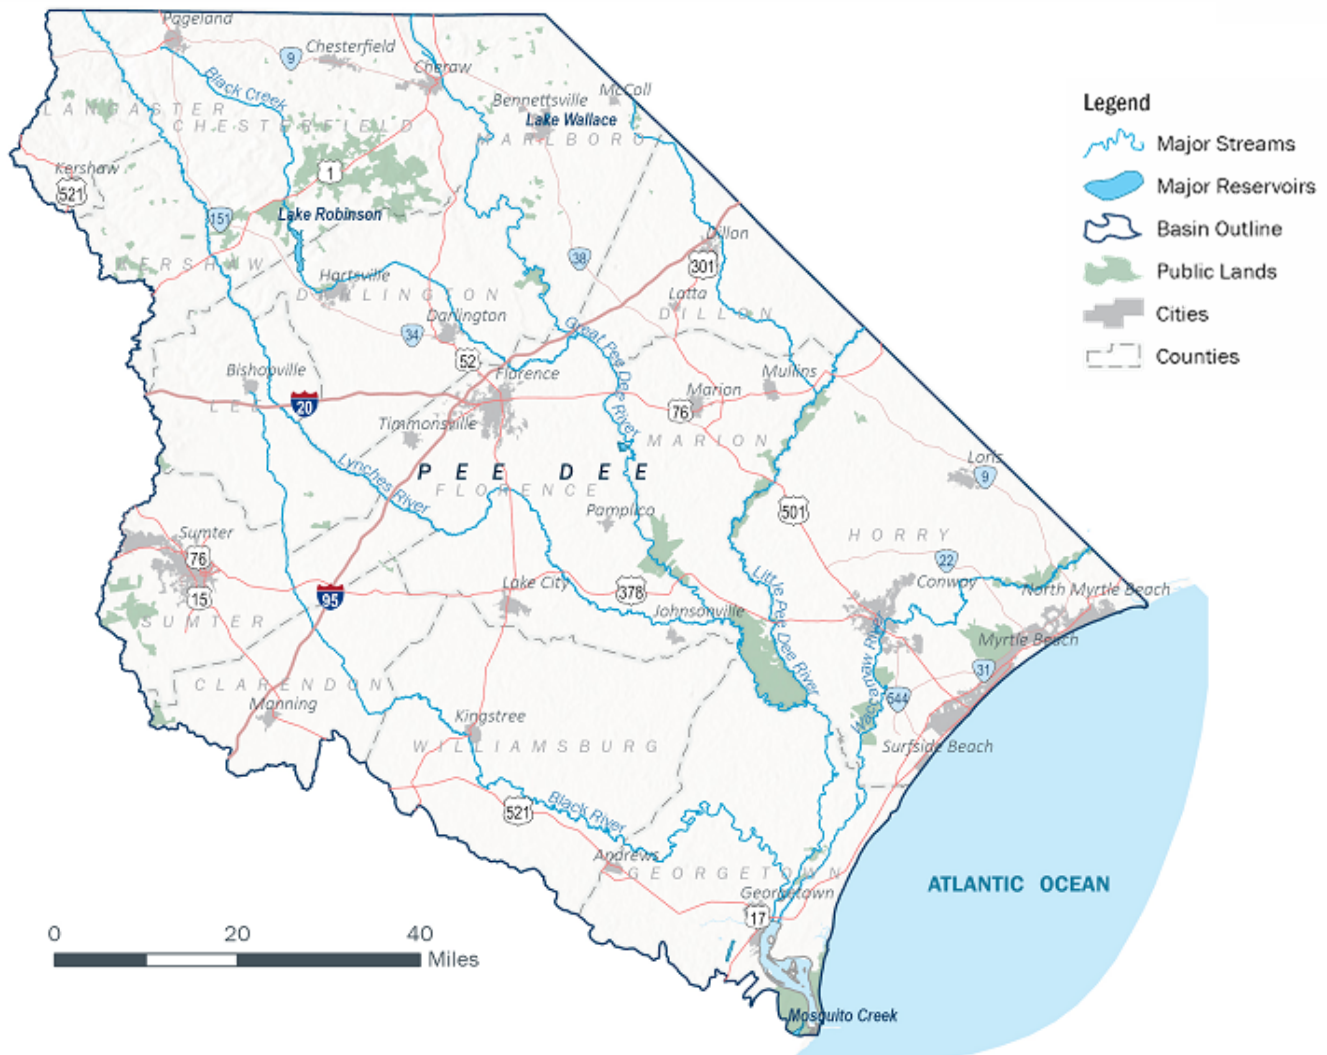 Pageland
9
Chesterfield
Cheraw
Black Creek
McColl
Bennettsville
Lake Wallace
LANCASTER
CHESTERFIELD
MARLBORO
Kershaw
521
1
151
Lake Robinson
Dillon
301
38
KERSHAW
Hartsville
DARLINGTON
Latta
DILLON
Darlington
34
52
Great Pee Dee River
Bishopville
Florence
Mullins
Marion
20
LEE
76
Timmonsville
MARION
PEE DEE
Lynches River
FLORENCE
Loris
9
Pamplico
501
HORRY
Sumter
76
15
95
22
Conway
North Myrtle Beach
Lake City
378
Little Pee Dee River
Johnsonville
SUMTER
Myrtle Beach
31
Waccamaw River
544
CLARENDON
Manning
Kingstree
WILLIAMSBURG
Surfside Beach
521
Black River
Andrews
GEORGETOWN
Georgetown
17
ATLANTIC OCEAN
Mosquito Creek
0 20 40
Miles
Legend
Major Streams
Major Reservoirs
Basin Outline
Public Lands
Cities
Counties